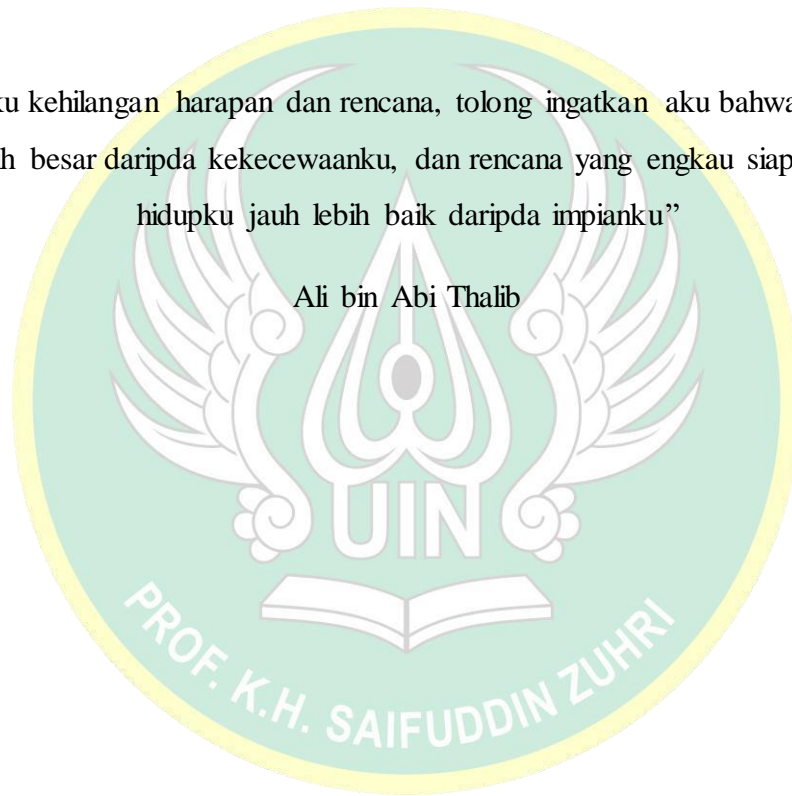 ku kehilangan harapan dan rencana, tolong ingatkan aku bahwa
h besar daripda kekecewaanku, dan rencana yang engkau siap
hidupku jauh lebih baik daripda impianku”
Ali bin Abi Thalib
UIN
PROF. K.H. SAIFUDDIN ZUHRI